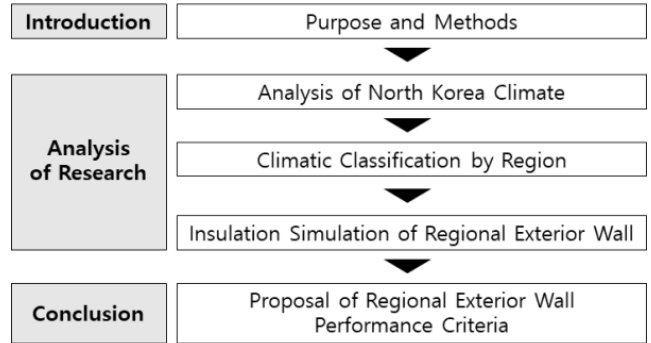 Introduction
Purpose and Methods
Analysis
of Research
Analysis of North Korea Climate
Climatic Classification by Region
Insulation Simulation of Regional Exterior Wall
Conclusion
Proposal of Regional Exterior Wall
Performance Criteria